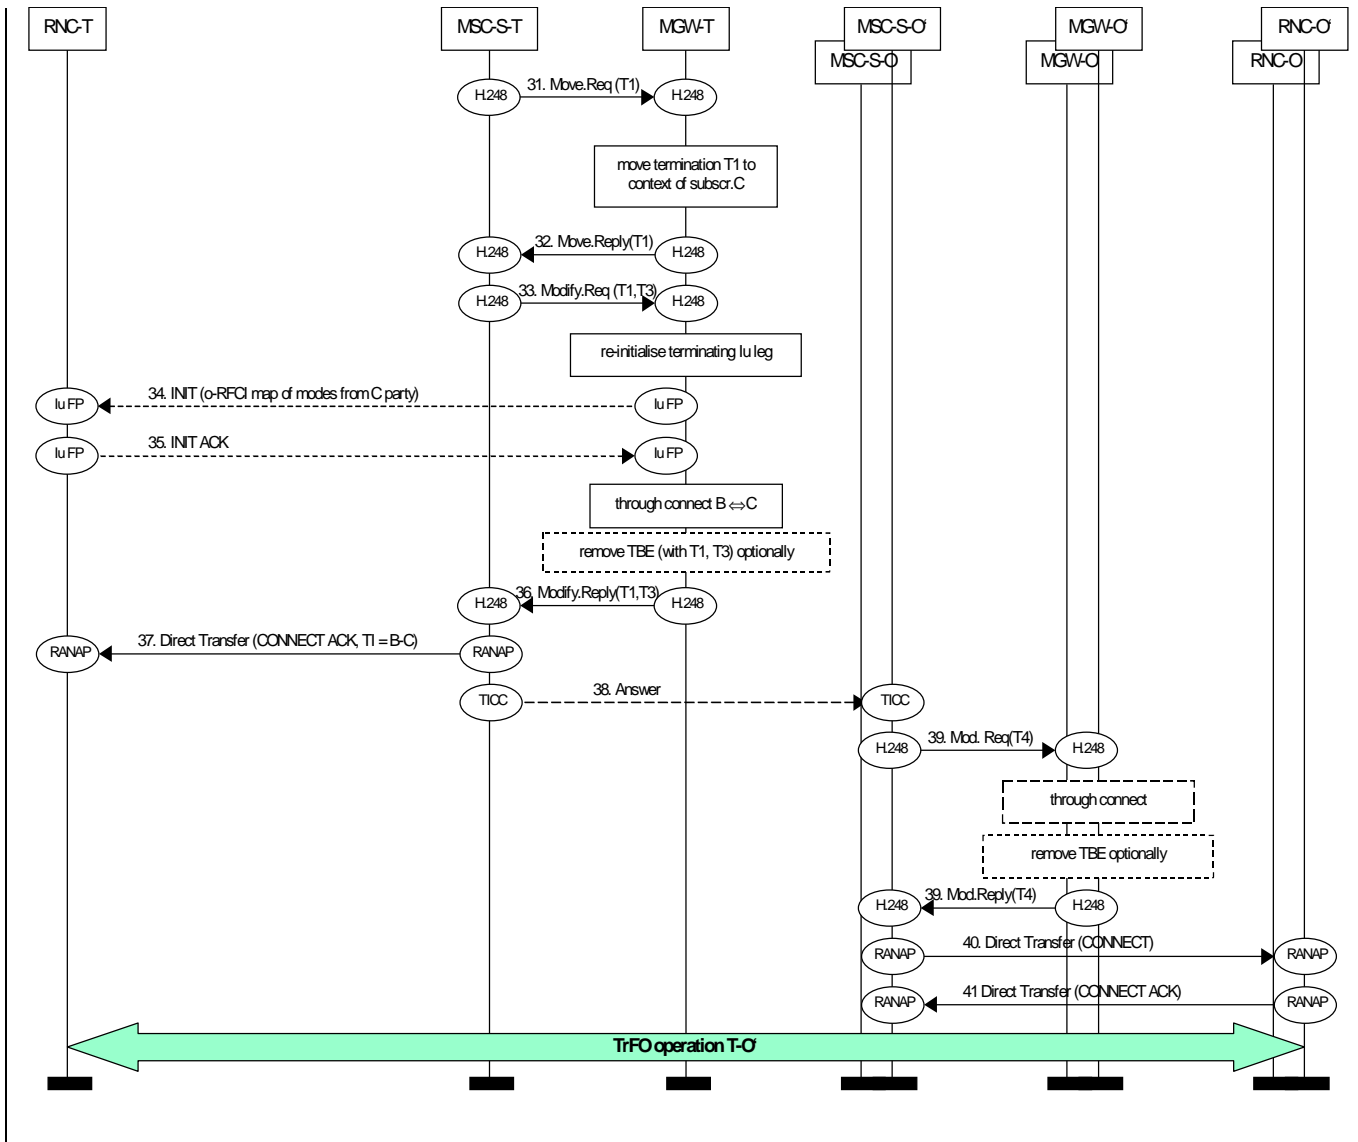 RNC-T
MSC-S-T
MGW-T
MSC-S-O'
MGW-O'
RNC-O'
MSC-S-O
MGW-O
RNC-O
31. Move.Req (T1)
H.248
H.248
move termination T1 to
context of subscr.C
32. Move.Reply(T1)
H.248
H.248
33. Modify.Req (T1,T3)
H.248
H.248
re-initialise terminating Iu leg
34. INIT (o-RFCI map of modes from C party)
Iu FP
Iu FP
35. INIT ACK
Iu FP
Iu FP
through connect B ⇔ C
remove TBE (with T1, T3) optionally
36. Modify.Reply(T1,T3)
H.248
H.248
37. Direct Transfer (CONNECT ACK, TI = B-C)
RANAP
RANAP
38. Answer
TICC
TICC
39. Mod. Req(T4)
H.248
H.248
through connect
remove TBE optionally
39. Mod.Reply(T4)
H.248
H.248
40. Direct Transfer (CONNECT)
RANAP
RANAP
41 Direct Transfer (CONNECT ACK)
RANAP
RANAP
TrFO operation T-O'